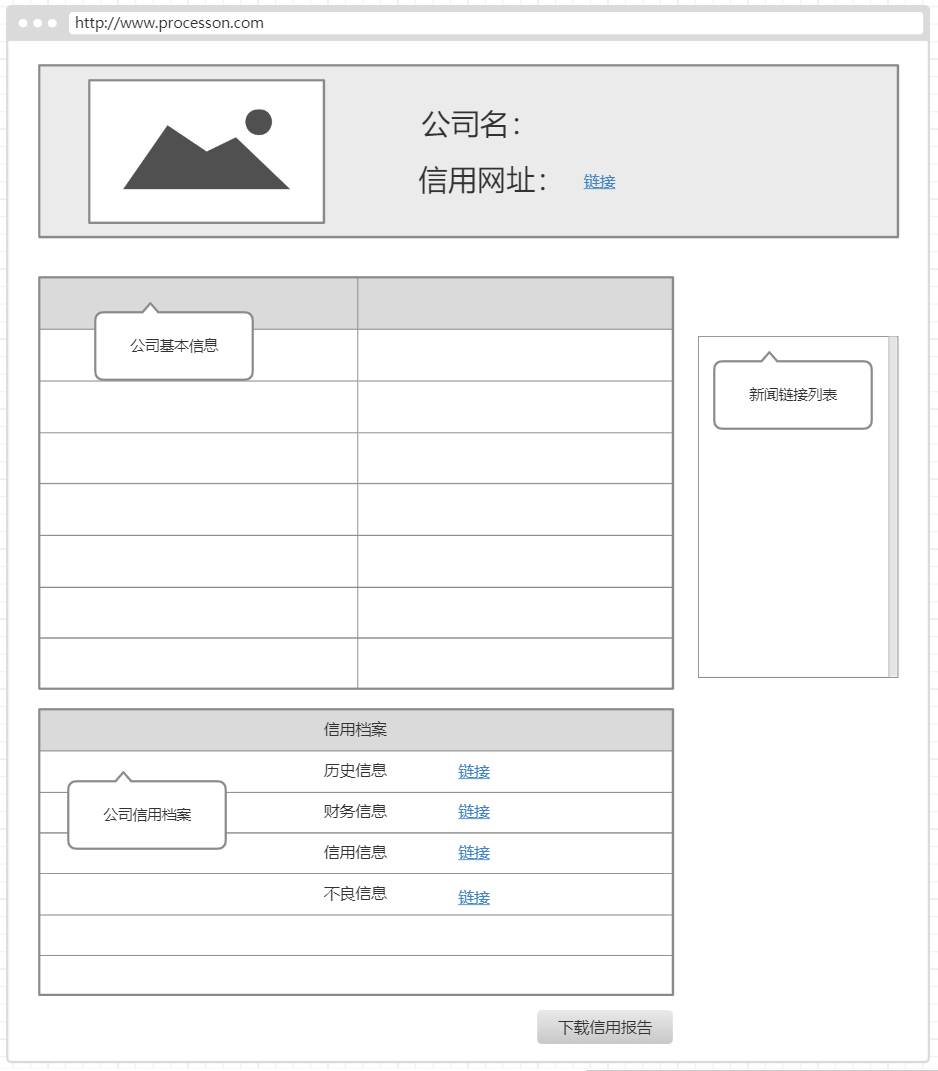 http://www.processon.com
公司名：
信用网址： 链接
公司基本信息
新闻链接列表
信用档案
历史信息 链接
公司信用档案
财务信息 链接
信用信息 链接
不良信息 链接
下载信用报告